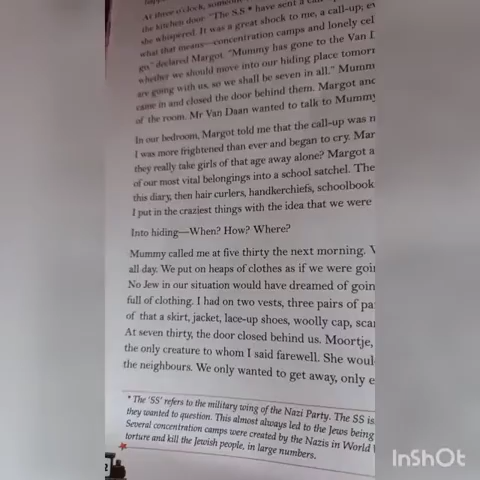 At three o'clock, someone
the kitchen door. "The S.S.* have sent a call-up
she whispered. It was a great shock to me, a call-up; ev
what that means—concentration camps and lonely cel
go," declared Margot. "Mummy has gone to the Van D
whether we should move into our hiding place tomorr
are going with us, so we shall be seven in all." Mumm
came in and closed the door behind them. Margot and
of the room. Mr Van Daan wanted to talk to Mummy
In our bedroom, Margot told me that the call-up was n
I was more frightened than ever and began to cry. Mar
they really take girls of that age away alone? Margot a
of our most vital belongings into a school satchel. The
this diary, then hair curlers, handkerchiefs, schoolbook
I put in the craziest things with the idea that we were
Into hiding—When? How? Where?
Mummy called me at five thirty the next morning. V
all day. We put on heaps of clothes as if we were goi
No Jew in our situation would have dreamed of goin
full of clothing. I had on two vests, three pairs of pa
of that a skirt, jacket, lace-up shoes, woolly cap, sca
At seven thirty, the door closed behind us. Moortje,
the only creature to whom I said farewell. She woul
the neighbours. We only wanted to get away, only e
* The 'SS' refers to the military wing of the Nazi Party. The SS is
they wanted to question. This almost always led to the Jews being
Several concentration camps were created by the Nazis in World
torture and kill the Jewish people, in large numbers.
2
InShOt